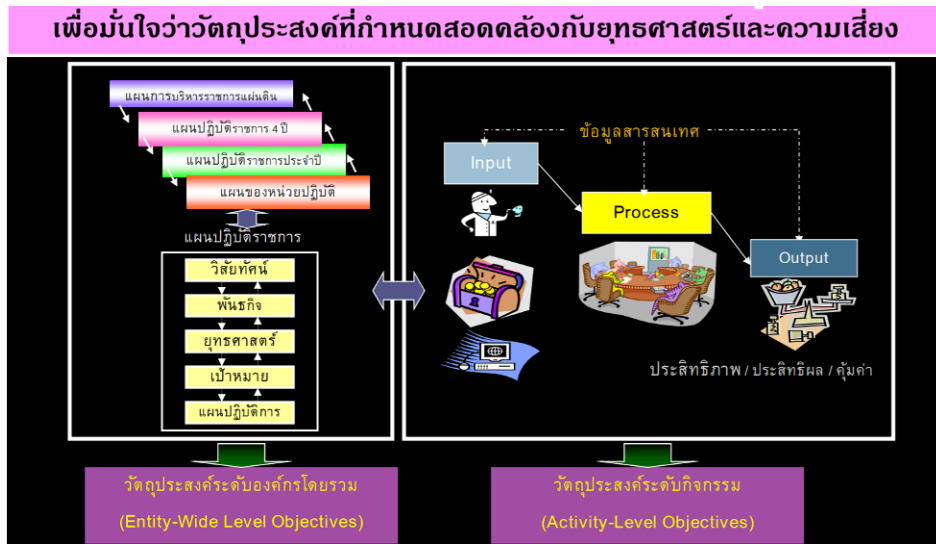 เพื่อมั่นใจว่าวัตถุประสงค์ที่กำหนดสอดคล้องกับยุทธศาสตร์และความเสี่ยง
แผนการบริหารราชการแผ่นดิน
แผนปฏิบัติราชการ 4 ปี
แผนปฏิบัติราชการประจำปี
แผนของหน่วยปฏิบัติ
แผนปฏิบัติราชการ
วิสัยทัศน์
พันธกิจ
ยุทธศาสตร์
เป้าหมาย
แผนปฏิบัติการ
ข้อมูลสารสนเทศ
Input
Process
Output
ประสิทธิภาพ / ประสิทธิผล / คุ้มค่า
วัตถุประสงค์ระดับองค์กรโดยรวม
(Entity-Wide Level Objectives)
วัตถุประสงค์ระดับกิจกรรม
(Activity-Level Objectives)